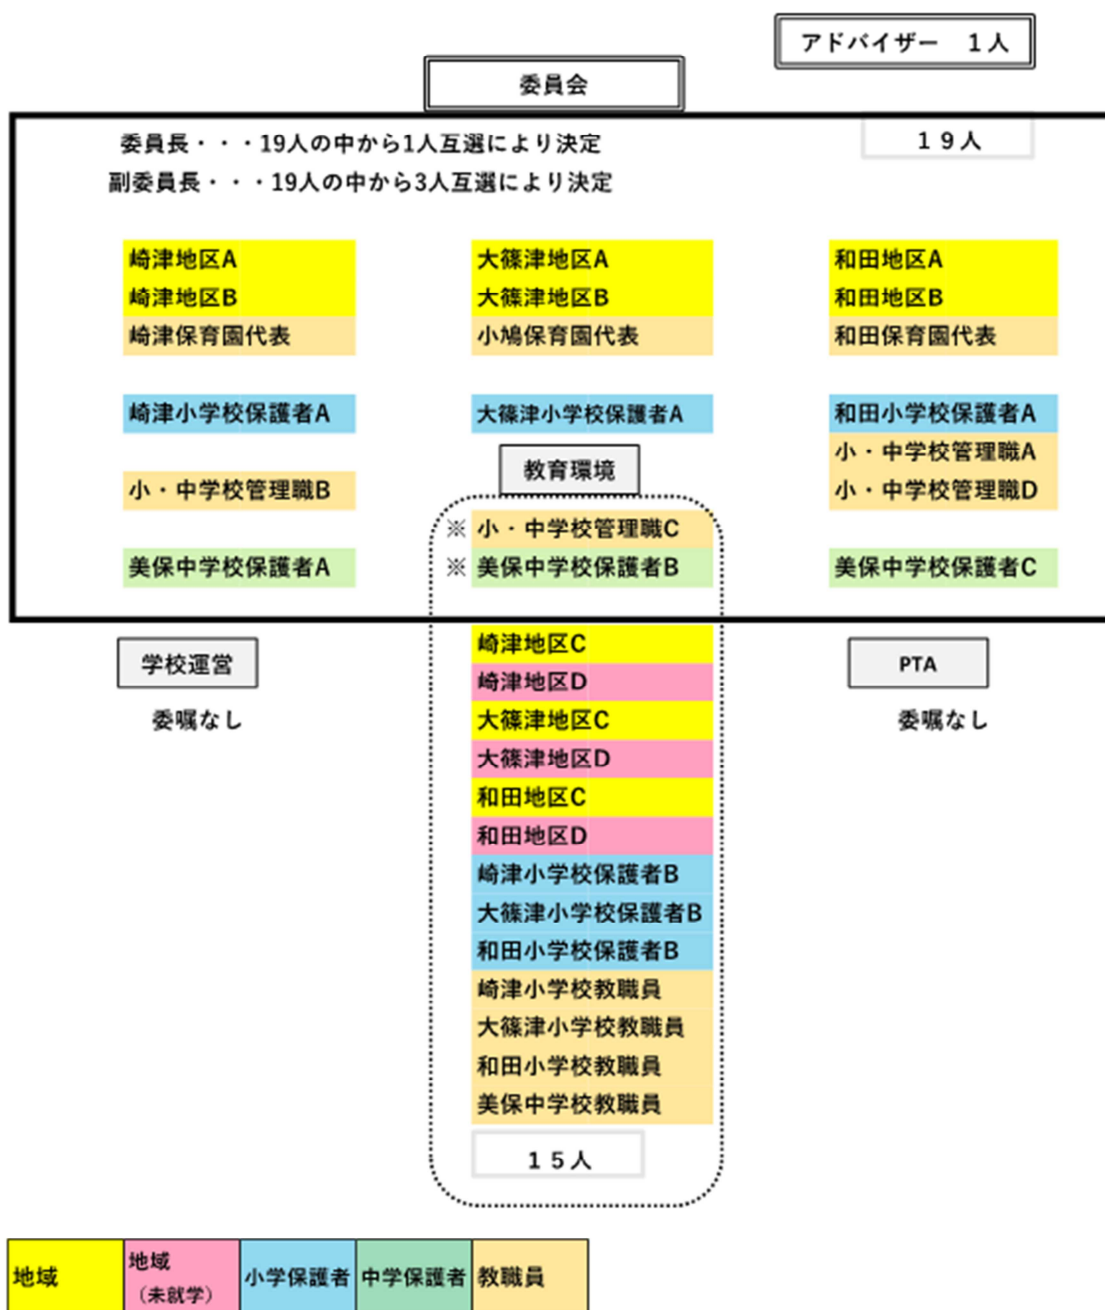 アドバイザー　1人
委員会
19人
委員長・・・19人の中から1人互選により決定
副委員長・・・19人の中から3人互選により決定
崎津地区A
崎津地区B
崎津保育園代表
崎津小学校保護者A
小・中学校管理職B
美保中学校保護者A
大篠津地区A
大篠津地区B
小鳩保育園代表
大篠津小学校保護者A
教育環境
※ 小・中学校管理職C
※ 美保中学校保護者B
和田地区A
和田地区B
和田保育園代表
和田小学校保護者A
小・中学校管理職A
小・中学校管理職D
美保中学校保護者C
学校運営
委嘱なし
崎津地区C
崎津地区D
大篠津地区C
大篠津地区D
和田地区C
和田地区D
崎津小学校保護者B
大篠津小学校保護者B
和田小学校保護者B
崎津小学校教職員
大篠津小学校教職員
和田小学校教職員
美保中学校教職員
15人
PTA
委嘱なし
地域
地域
（未就学）
小学保護者
中学保護者
教職員